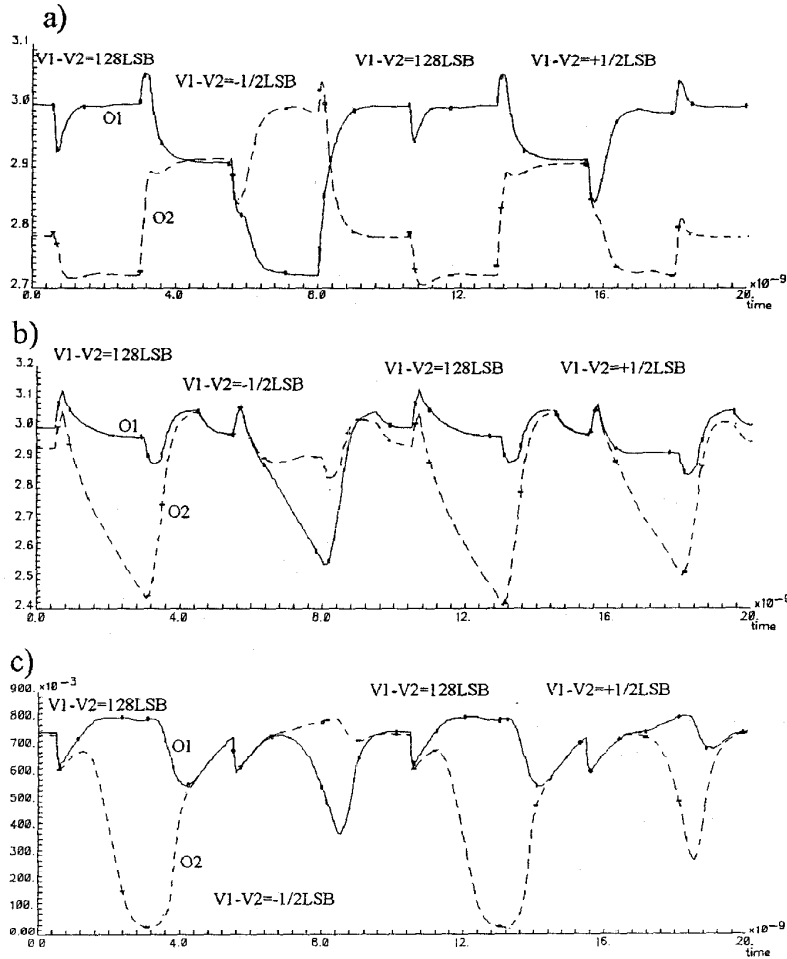 a)
3.1
V1-V2=128LSB
V1-V2=-1/2LSB
V1-V2=128LSB
V1-V2=+1/2LSB
3.0
O1
2.9
O2
2.8
2.7
0.0
4.0
8.0
12.
16.
20.
×10-9
time
b)
3.2
V1-V2=128LSB
V1-V2=-1/2LSB
V1-V2=128LSB
V1-V2=+1/2LSB
3.1
3.0
O1
2.9
2.8
2.7
O2
2.6
2.5
2.4
0.0
4.0
8.0
12.
16.
20.
×10-9
time
c)
900. ×10-3
V1-V2=128LSB
V1-V2=128LSB
V1-V2=+1/2LSB
800.
700.
O1
600.
500.
400.
300.
O2
200.
V1-V2=-1/2LSB
100.
0.00
0.0
4.0
8.0
12.
16.
20.
×10-9
time